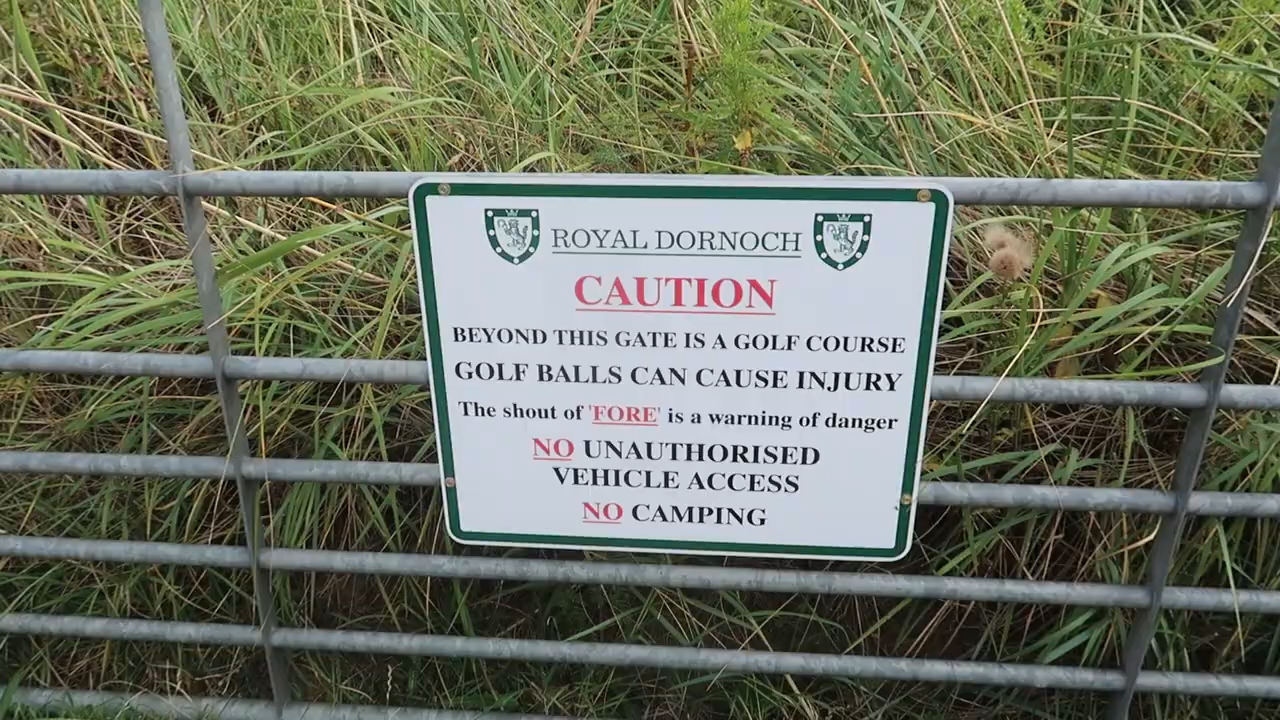 ROYAL DORNOCH
CAUTION
BEYOND THIS GATE IS A GOLF COURSE
GOLF BALLS CAN CAUSE INJURY
The shout of 'FORE' is a warning of danger
NO UNAUTHORISED
VEHICLE ACCESS
NO CAMPING